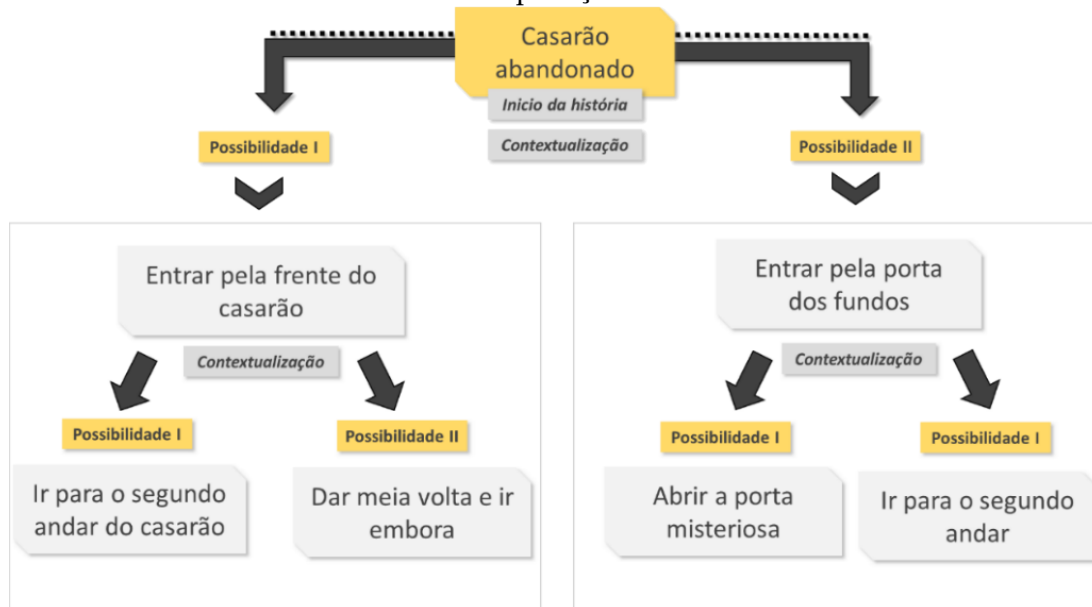 Casarão
abandonado
Inicio da história
Contextualização
Possibilidade I
Possibilidade II
Entrar pela frente do
casarão
Contextualização
Possibilidade I
Possibilidade II
Ir para o segundo
andar do casarão
Dar meia volta e ir
embora
Entrar pela porta
dos fundos
Contextualização
Possibilidade I
Possibilidade I
Abrir a porta
misteriosa
Ir para o segundo
andar